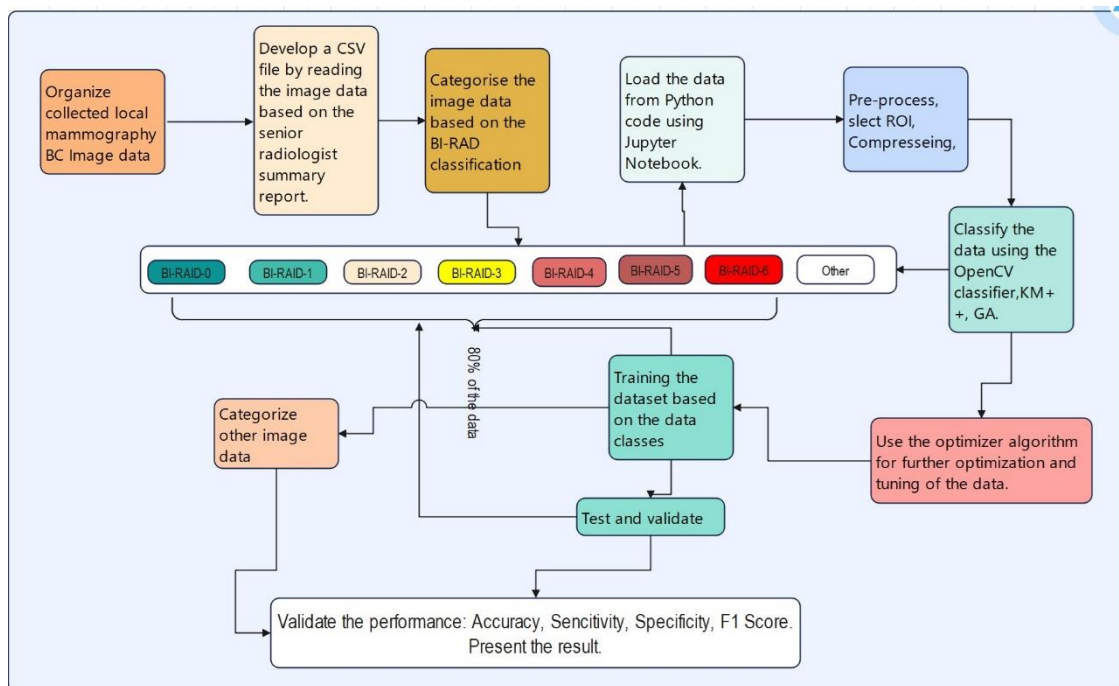 Organize
collected local
mammography
BC Image data
Develop a CSV
file by reading
the image data
based on the
senior
radiologist
summary
report.
Categorise the
image data
based on the
BI-RAD
classification
Load the data
from Python
code using
Jupyter
Notebook.
Pre-process,
slect ROI,
Compresseing,
Classify the
data using the
OpenCV
classifier,KM+
+, GA.
BI-RAID-0
BI-RAID-1
BI-RAID-2
BI-RAID-3
BI-RAID-4
BI-RAID-5
BI-RAID-6
Other
80% of the data
Training the
dataset based
on the data
classes
Categorize
other image
data
Use the optimizer algorithm
for further optimization and
tuning of the data.
Test and validate
Validate the performance: Accuracy, Sencitivity, Specificity, F1 Score.
Present the result.